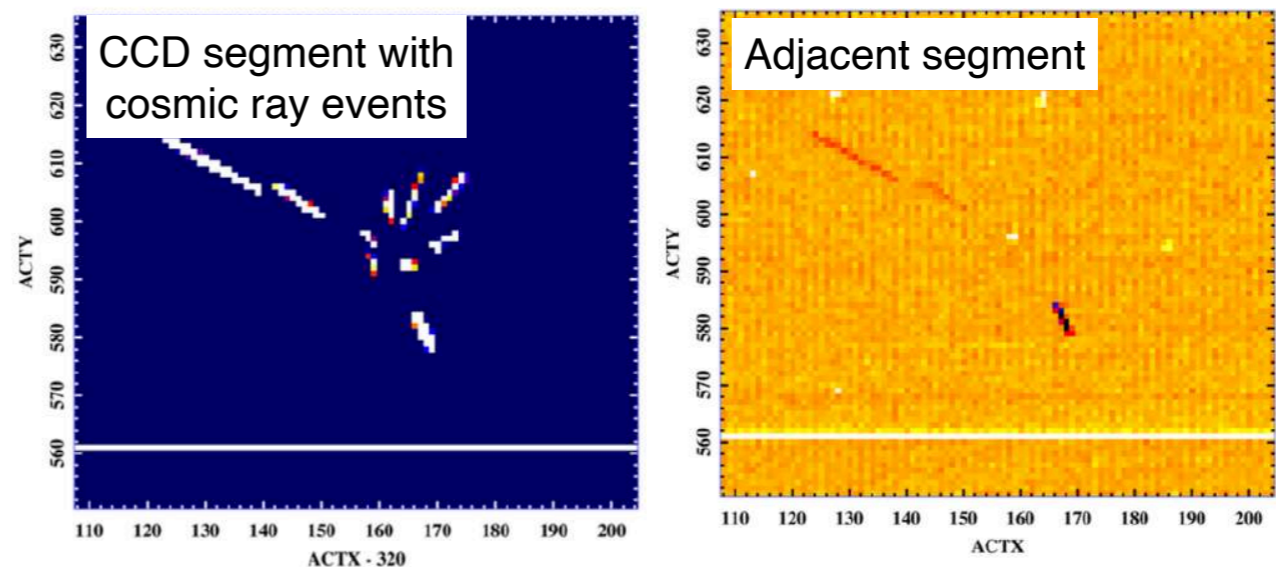 CCD segment with
cosmic ray events
630
620
610
600
590
580
570
560
ACTY
110 120 130 140 150 160 170 180 190 200
ACTX - 320
Adjacent segment
630
620
610
600
590
580
570
560
ACTY
110 120 130 140 150 160 170 180 190 200
ACTX